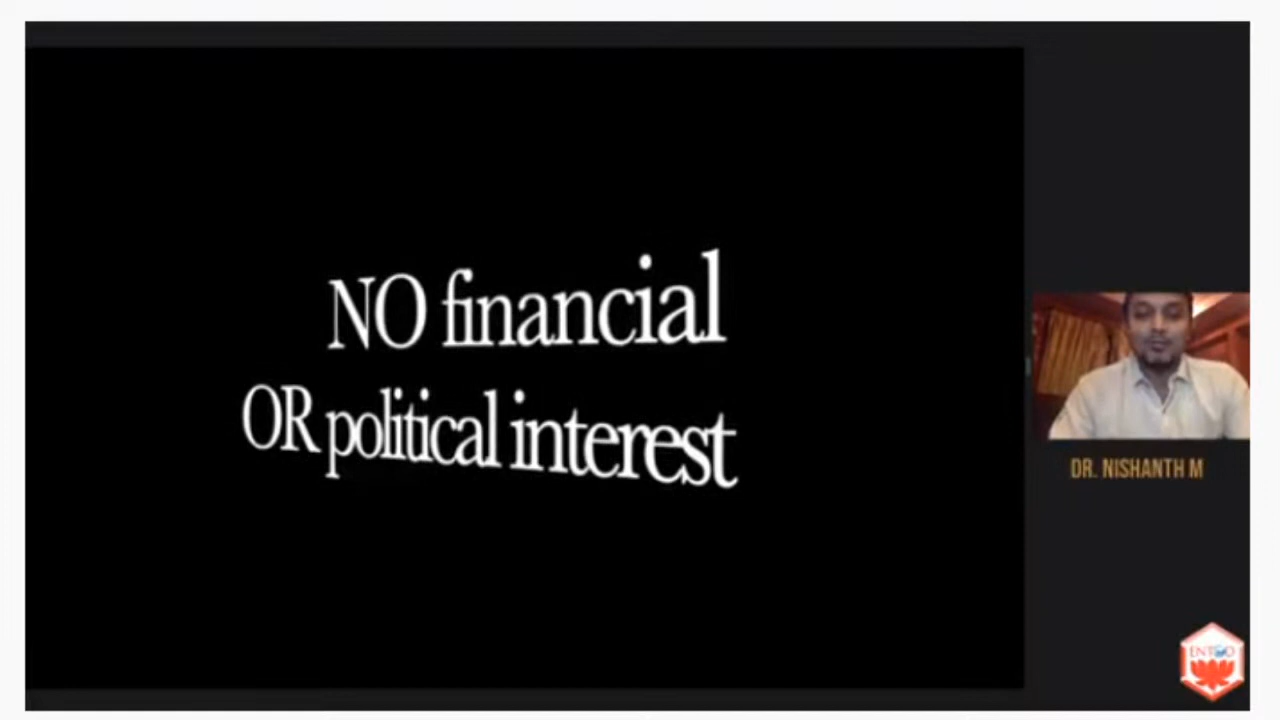 NO financial
OR political interest
DR. NISHANTH M